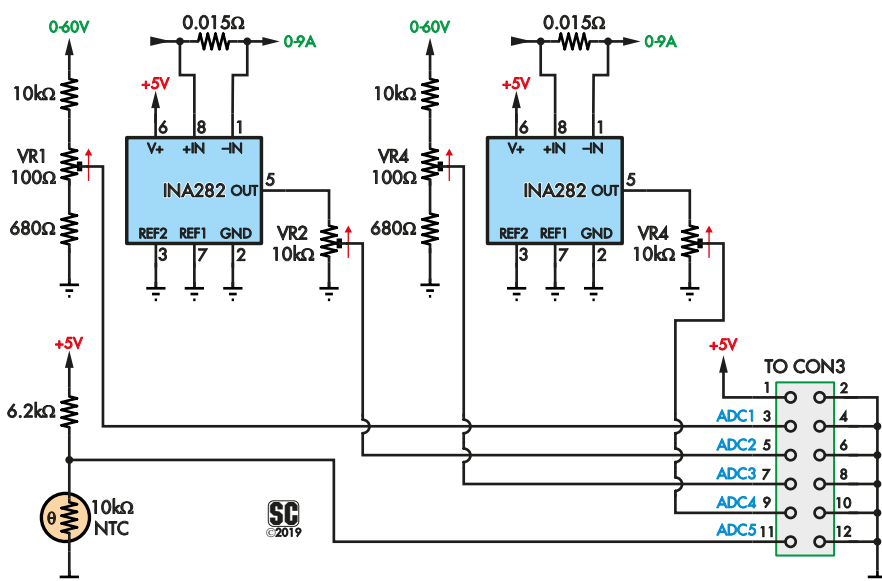 0-60V
0.015Ω
0-9A
10kΩ
+5V
6
8
1
V+
+IN
–IN
VR1
100Ω
INA282
OUT
5
680Ω
REF2
REF1
GND
3
7
2
VR2
10kΩ
0-60V
0.015Ω
0-9A
10kΩ
+5V
6
8
1
V+
+IN
–IN
VR4
100Ω
INA282
OUT
5
680Ω
REF2
REF1
GND
3
7
2
VR4
10kΩ
+5V
6.2kΩ
θ
10kΩ
NTC
SC
©2019
+5V
TO CON3
1
2
ADC1
3
4
ADC2
5
6
ADC3
7
8
ADC4
9
10
ADC5
11
12